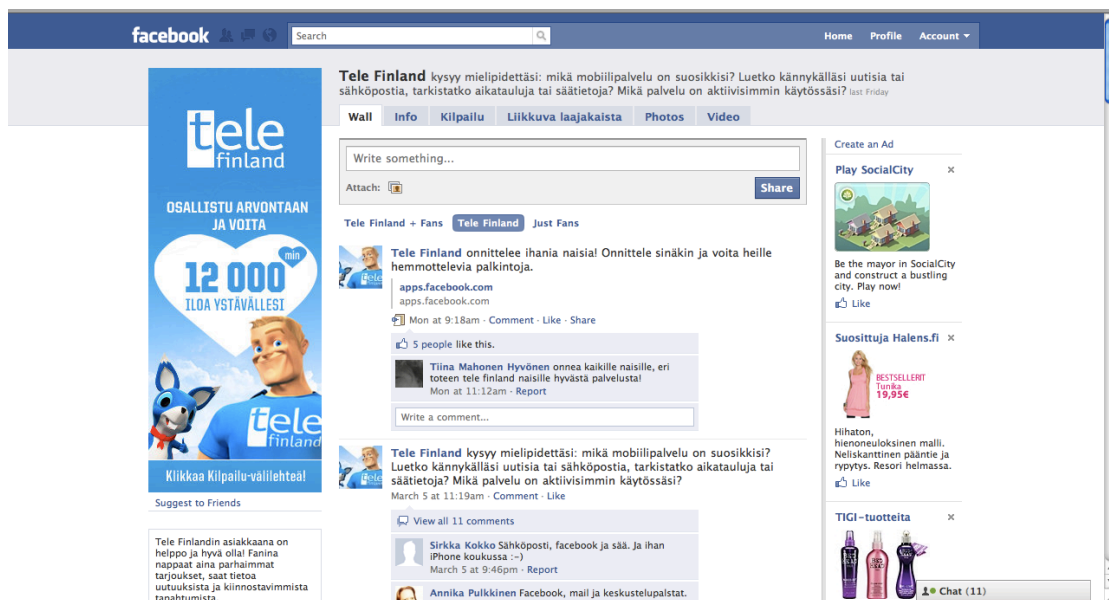 facebook
Search
Home Profile Account
Tele Finland kysyy mielipidettäsi: mikä mobiilipalvelu on suosikkisi? Luetko kännykälläsi uutisia tai
sähköpostia, tarkistatko aikatauluja tai säätietoja? Mikä palvelu on aktiivisimmin käytössäsi? last Friday
Wall Info Kilpailu Liikkuva laajakaista Photos Video
tele
finland
OSALLISTU ARVONTAAN
JA VOITA
12 000 min
ILOA YSTÄVÄLLESI
tele
finland
Klikkaa Kilpailu-välilehteä!
Suggest to Friends
Tele Finlandin asiakkaana on
helppo ja hyvä olla! Fanina
nappaat aina parhaimmat
tarjoukset, saat tietoa
uutuuksista ja kiinnostavimmista
tapahtumista
Write something...
Attach:
Share
Tele Finland + Fans Tele Finland Just Fans
Tele Finland onnittelee ihania naisia! Onnittele sinäkin ja voita heille
hemmottelevia palkintoja.
apps.facebook.com
apps.facebook.com
Mon at 9:18am · Comment · Like · Share
5 people like this.
Tiina Mahonen Hyvönen onnea kaikille naisille, eri
toteen tele finland naisille hyvästä palvelusta!
Mon at 11:12am · Report
Write a comment...
Tele Finland kysyy mielipidettäsi: mikä mobiilipalvelu on suosikkisi?
Luetko kännykälläsi uutisia tai sähköpostia, tarkistatko aikatauluja tai
säätietoja? Mikä palvelu on aktiivisimmin käytössäsi?
March 5 at 11:19am · Comment · Like
View all 11 comments
Sirkka Kokko Sähköposti, facebook ja sää. Ja ihan
iPhone koukussa :-)
March 5 at 9:46pm · Report
Annika Pulkkinen Facebook, mail ja keskustelupalstat.
Create an Ad
Play SocialCity
Be the mayor in SocialCity
and construct a bustling
city. Play now!
Like
Suosittuja Halens.fi
BESTSELLERIT
Tunika
19,95€
Hihaton,
hienoneuloksinen malli.
Neliskanttinen pääntie ja
rypytys. Resori helmassa.
Like
TIGI-tuotteita
Chat (11)